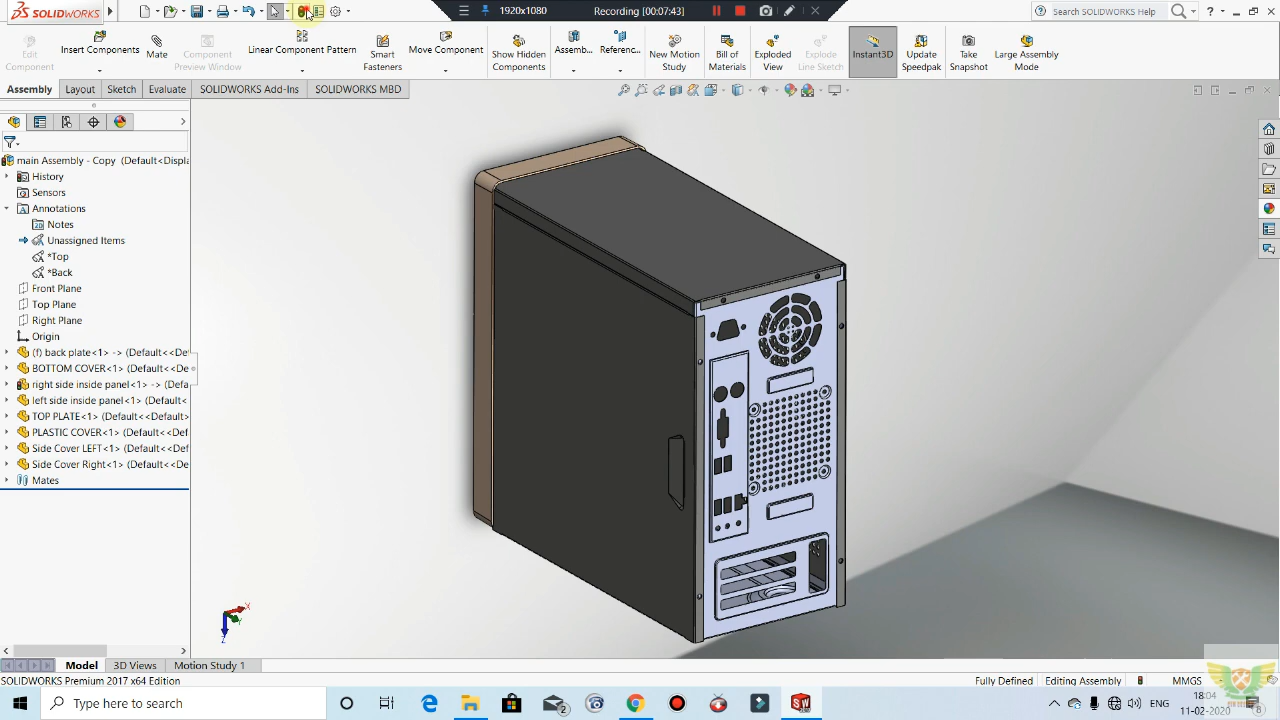 SOLIDWORKS
1920x1080
Recording [00:07:43]
Search SOLIDWORKS Help
?
Edit Component
Insert Components
Mate
Component Preview Window
Linear Component Pattern
Smart Fasteners
Move Component
Show Hidden Components
Assemb...
Referenc...
New Motion Study
Bill of Materials
Exploded View
Explode Line Sketch
Instant3D
Update Speedpak
Take Snapshot
Large Assembly Mode
Assembly
Layout
Sketch
Evaluate
SOLIDWORKS Add-Ins
SOLIDWORKS MBD
main Assembly - Copy (Default<Displa
History
Sensors
Annotations
Notes
Unassigned Items
*Top
*Back
Front Plane
Top Plane
Right Plane
Origin
(f) back plate<1> -> (Default<<De
BOTTOM COVER<1> (Default<<De
right side inside panel<1> -> (Defa
left side inside panel<1> (Default<
TOP PLATE<1> (Default<<Default>
PLASTIC COVER<1> (Default<<Def
Side Cover LEFT<1> (Default<<De
Side Cover Right<1> (Default<<De
Mates
X
Y
Z
Model
3D Views
Motion Study 1
SOLIDWORKS Premium 2017 x64 Edition
Fully Defined
Editing Assembly
MMGS
Type here to search
2
SW
ENG
18:04
11-02-2020
8